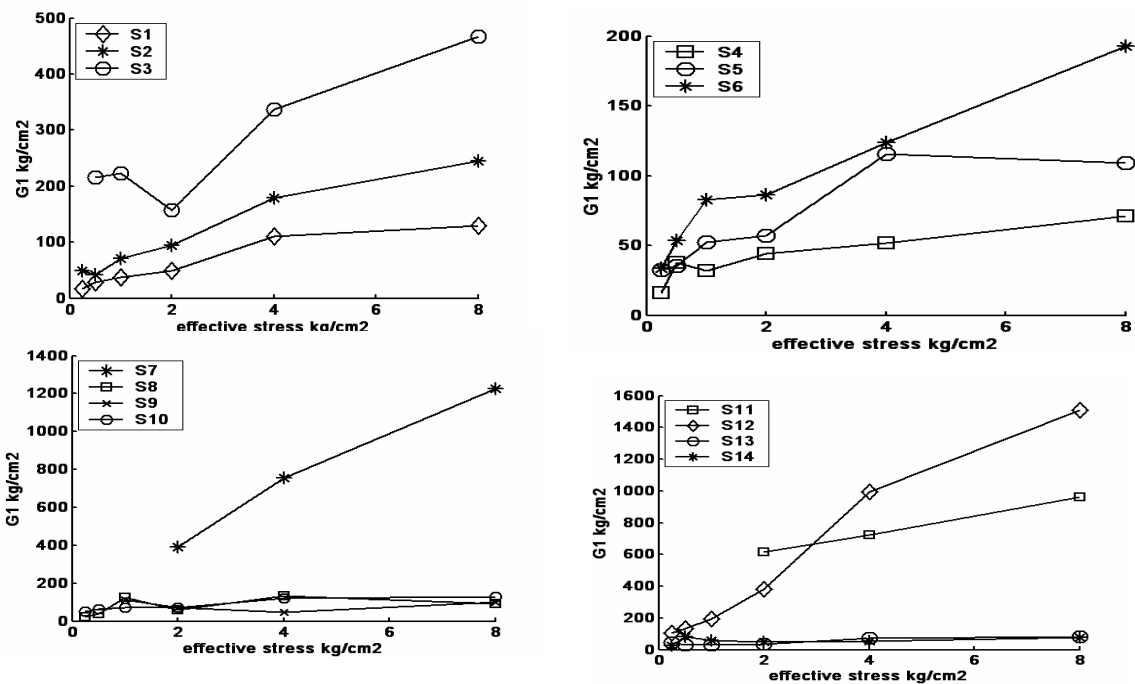 500
400
300
200
100
0
G1 kg/cm2
S1
S2
S3
0 2 4 6 8
effective stress kg/cm2
200
150
100
50
0
G1 kg/cm2
S4
S5
S6
0 2 4 6 8
effective stress kg/cm2
1400
1200
1000
800
600
400
200
0
G1 kg/cm2
S7
S8
S9
S10
2 4 6 8
effective stress kg/cm2
1600
1400
1200
1000
800
600
400
200
0
G1 kg/cm2
S11
S12
S13
S14
0 2 4 6 8
effective stress kg/cm2